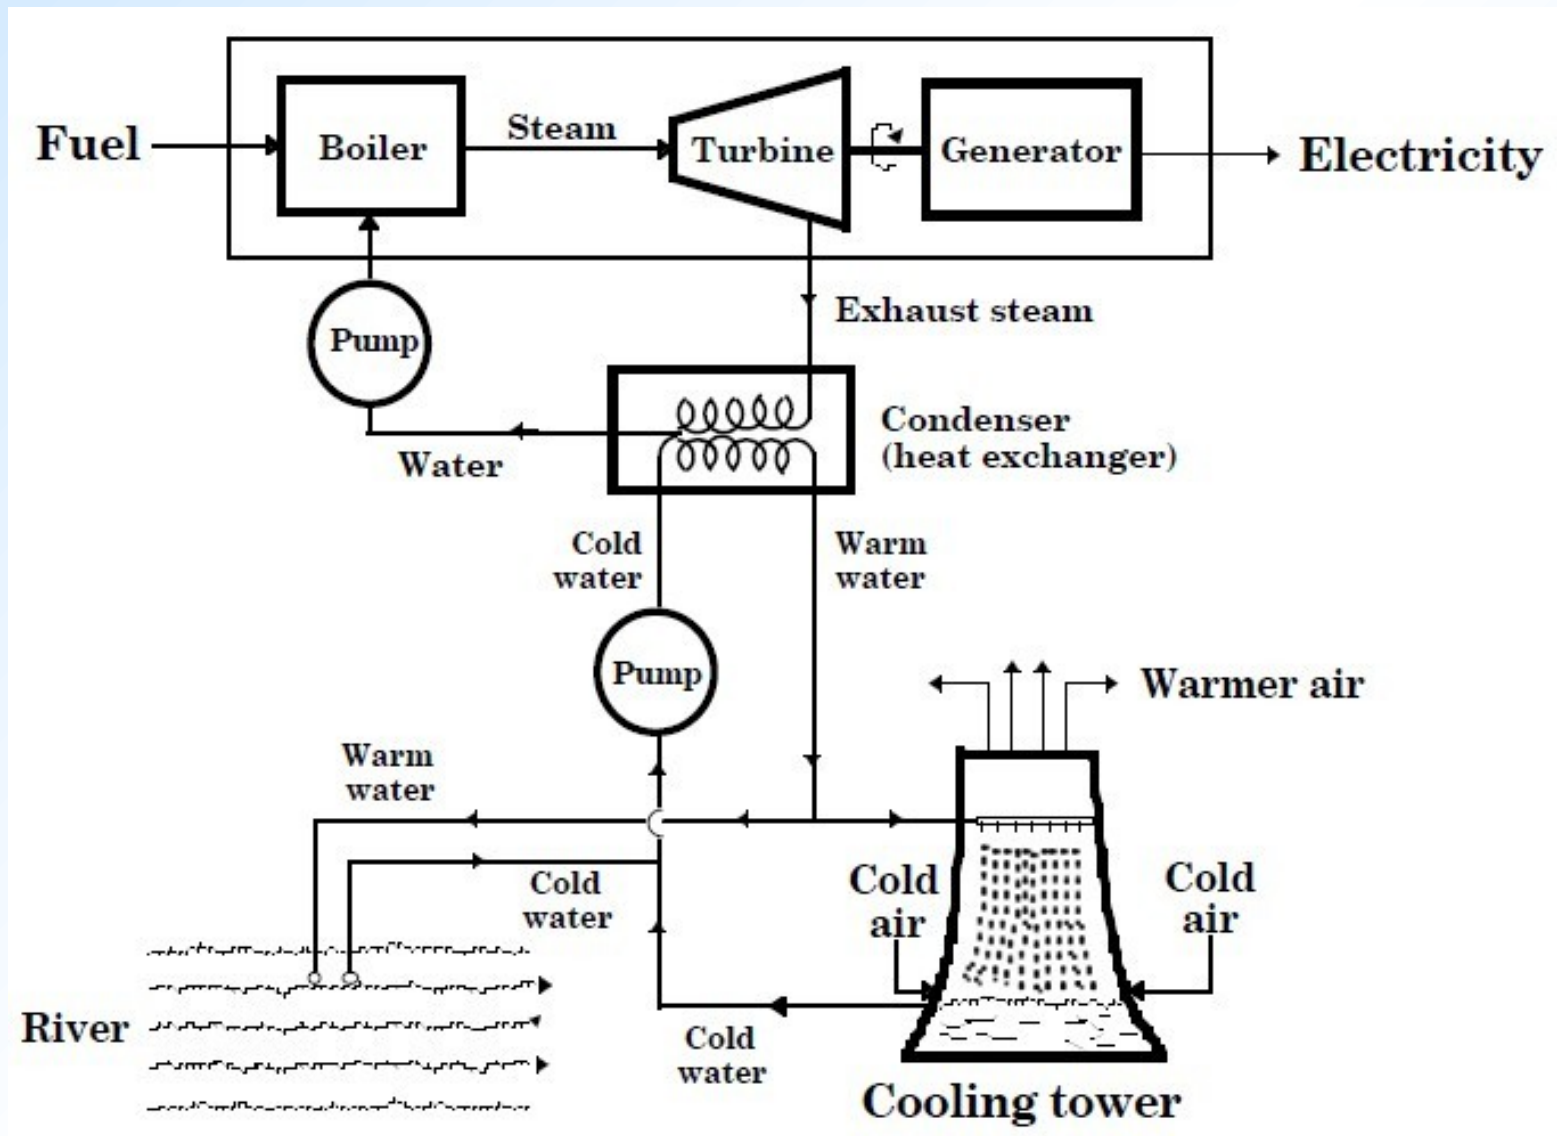 Fuel
Boiler
Steam
Turbine
Generator
Electricity
Pump
Exhaust steam
Condenser
(heat exchanger)
Water
Cold
water
Warm
water
Pump
Warmer air
Warm
water
Cold
water
Cold
air
Cold
air
River
Cold
water
Cooling tower